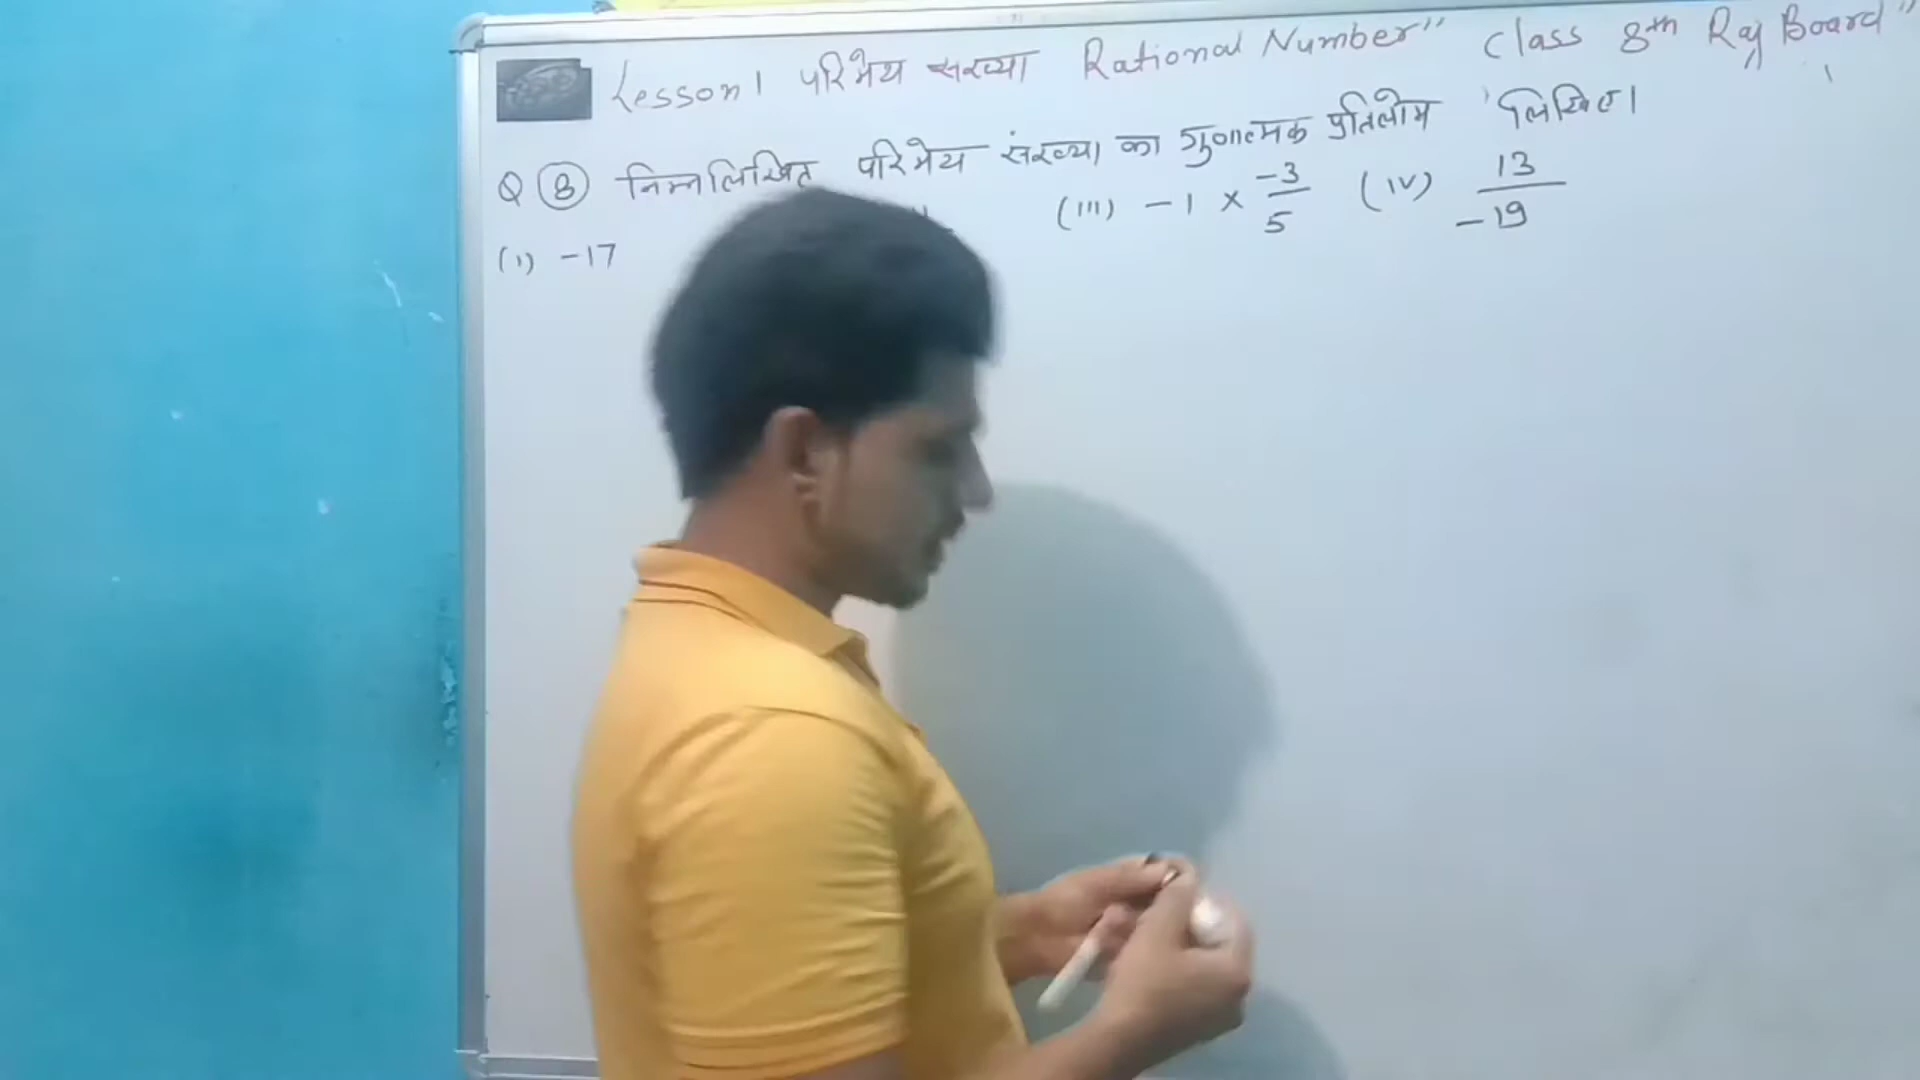 Lesson 1 परिमेय सख्या Rational Number" Class 8th Raj Board"
Q (8) निम्नलिखित परिमेय संख्या का गुणात्मक प्रतिलोम लिखिए।
(i) -17 (iii) -1 × -3/5 (iv) 13/-19